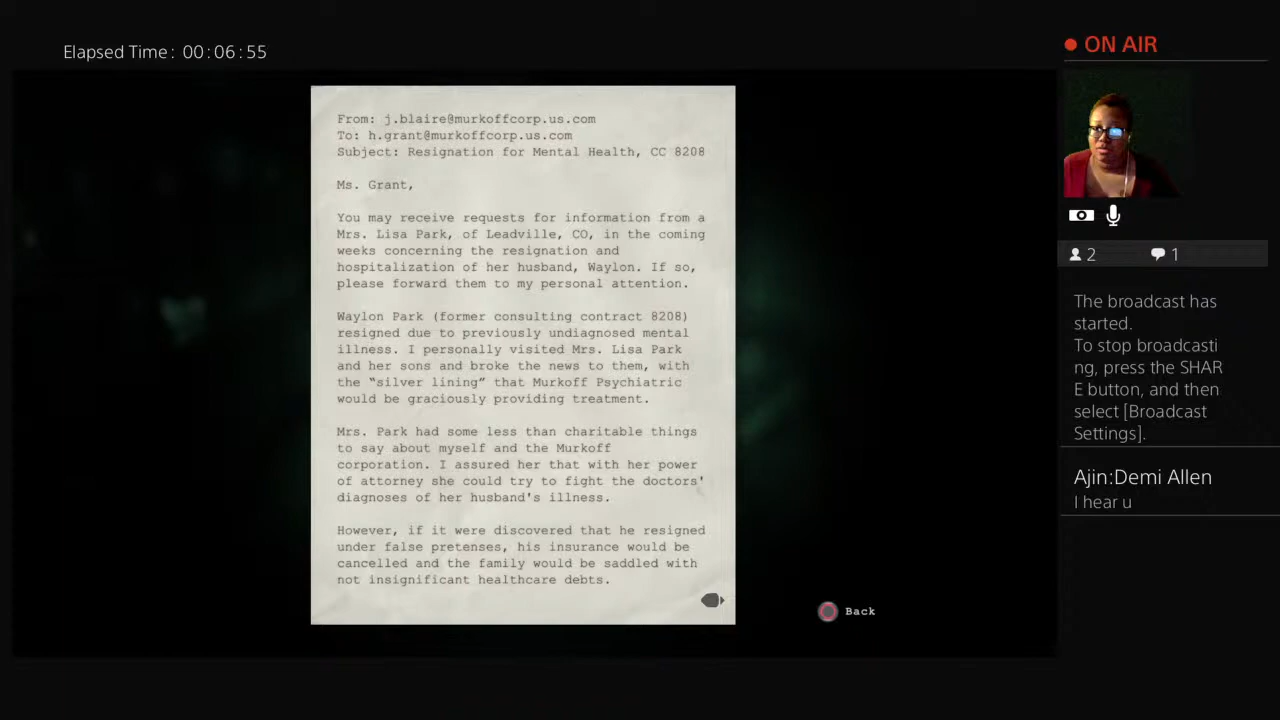 Elapsed Time: 00:06:55
ON AIR
From: j.blaire@murkoffcorp.us.com
To: h.grant@murkoffcorp.us.com
Subject: Resignation for Mental Health, CC 8208
Ms. Grant,
You may receive requests for information from a
Mrs. Lisa Park, of Leadville, CO, in the coming
weeks concerning the resignation and
hospitalization of her husband, Waylon. If so,
please forward them to my personal attention.
Waylon Park (former consulting contract 8208)
resigned due to previously undiagnosed mental
illness. I personally visited Mrs. Lisa Park
and her sons and broke the news to them, with
the “silver lining” that Murkoff Psychiatric
would be graciously providing treatment.
Mrs. Park had some less than charitable things
to say about myself and the Murkoff
corporation. I assured her that with her power
of attorney she could try to fight the doctors'
diagnoses of her husband's illness.
However, if it were discovered that he resigned
under false pretenses, his insurance would be
cancelled and the family would be saddled with
not insignificant healthcare debts.
Back
2 1
The broadcast has
started.
To stop broadcasti
ng, press the SHAR
E button, and then
select [Broadcast
Settings].
Ajin:Demi Allen
I hear u